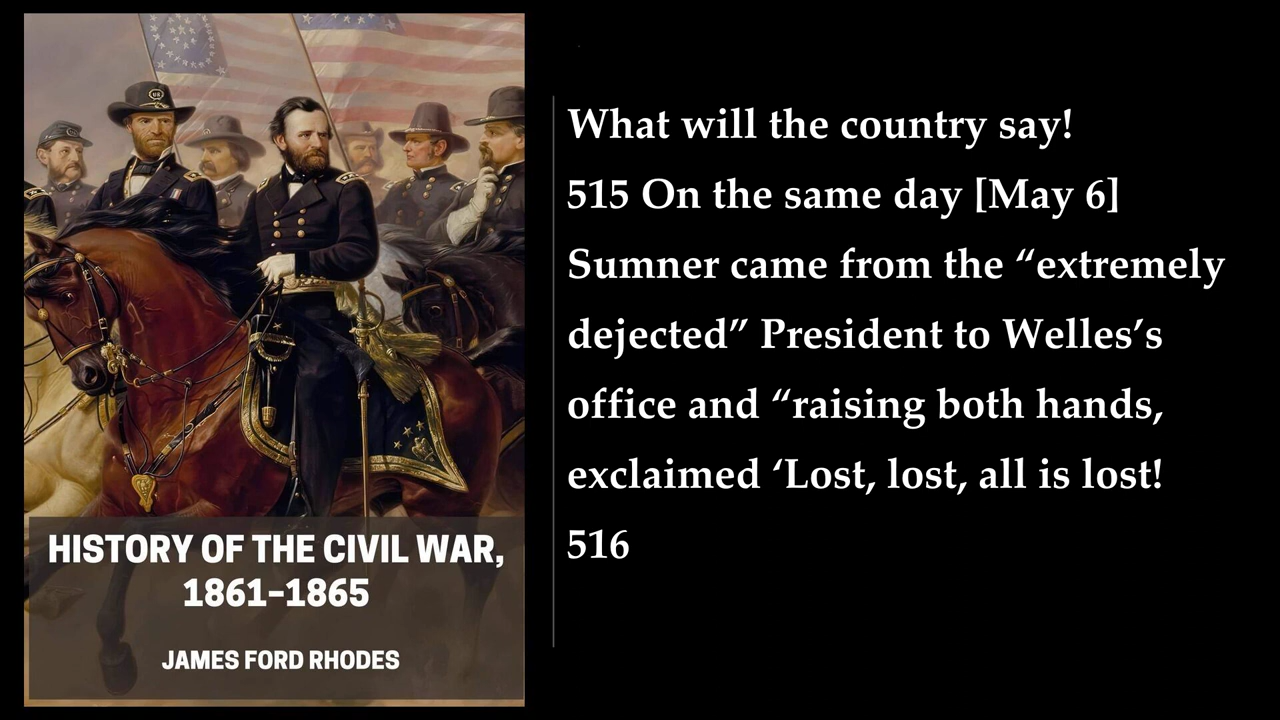 HISTORY OF THE CIVIL WAR,
1861–1865
JAMES FORD RHODES
What will the country say!
515 On the same day [May 6]
Sumner came from the “extremely
dejected” President to Welles’s
office and “raising both hands,
exclaimed ‘Lost, lost, all is lost!
516